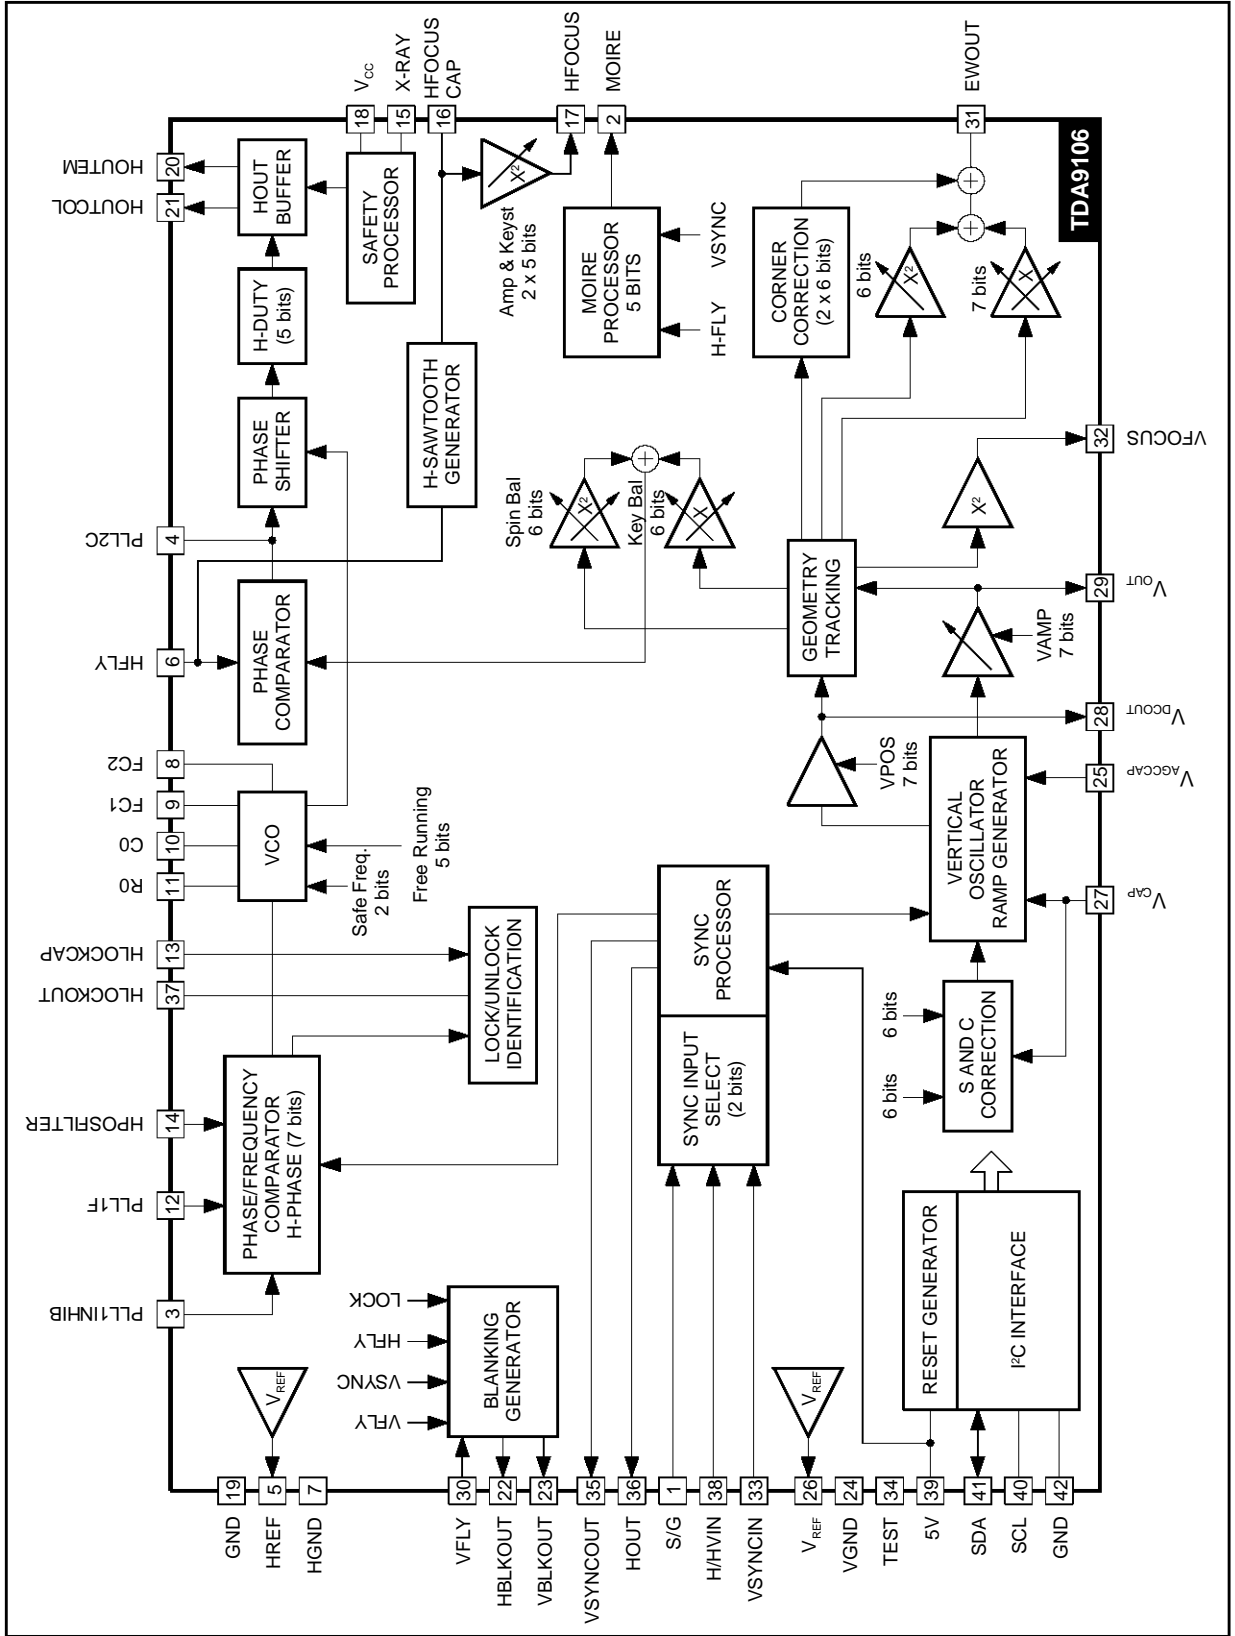 PLL1INHIB
3
PLL1F
12
HPOSFILTER
14
HLOCKOUT
37
HLOCKCAP
13
R0
11
C0
10
FC1
9
FC2
8
HFLY
6
PLL2C
4
HOUTCOL
21
HOUTEM
20
GND
19
HREF
5
V REF
HGND
7
PHASE/FREQUENCY
COMPARATOR
H-PHASE (7 bits)
LOCK/UNLOCK
IDENTIFICATION
VCO
Safe Freq.
2 bits
Free Running
5 bits
PHASE
COMPARATOR
PHASE
SHIFTER
H-DUTY
(5 bits)
HOUT
BUFFER
SAFETY
PROCESSOR
18
VCC
15
X-RAY
16
HFOCUS
CAP
H-SAWTOOTH
GENERATOR
X²
Amp & Keyst
2 x 5 bits
17
HFOCUS
VFLY
VSYNC
HFLY
LOCK
BLANKING
GENERATOR
VFLY
30
HBLKOUT
22
VBLKOUT
23
VSYNCOUT
35
HOUT
36
S/G
1
H/HVIN
38
VSYNCIN
33
SYNC INPUT
SELECT
(2 bits)
SYNC
PROCESSOR
Spin Bal
6 bits
X²
+
Key Bal
6 bits
X
MOIRE
PROCESSOR
5 BITS
H-FLY
VSYNC
2
MOIRE
VREF
26
V REF
VGND
24
TEST
34
5V
39
SDA
41
SCL
40
GND
42
RESET GENERATOR
I²C INTERFACE
6 bits
6 bits
S AND C
CORRECTION
VERTICAL
OSCILLATOR
RAMP GENERATOR
VPOS
7 bits
VAMP
7 bits
GEOMETRY
TRACKING
X²
CORNER
CORRECTION
(2 x 6 bits)
6 bits
X²
7 bits
X
+
+
31
EWOUT
TDA9106
27
VCAP
25
VAGCCAP
28
VDCOUT
29
VOUT
32
VFOCUS